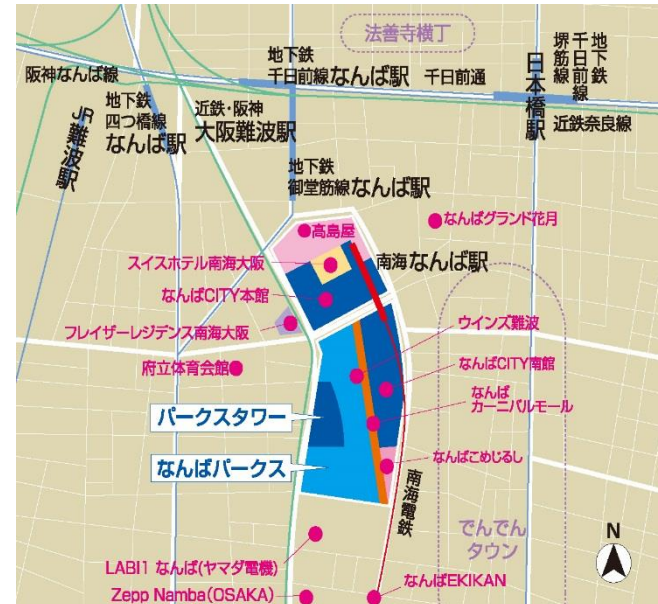 法善寺横丁
地下鉄
千日前線なんば駅
千日前通
阪神なんば線
地下鉄
四つ橋線
なんば駅
近鉄・阪神
大阪難波駅
JR難波駅
日本橋駅
地下鉄
千日前線
堺筋線
近鉄奈良線
地下鉄
御堂筋線なんば駅
なんばグランド花月
高島屋
スイスホテル南海大阪
南海なんば駅
なんばCITY本館
フレイザーレジデンス南海大阪
ウインズ難波
府立体育会館
なんばCITY南館
なんば
カーニバルモール
パークスタワー
なんばパークス
なんばこめじるし
南海電鉄
でんでん
タウン
N
LABI1 なんば(ヤマダ電機)
Zepp Namba(OSAKA)
なんばEKIKAN